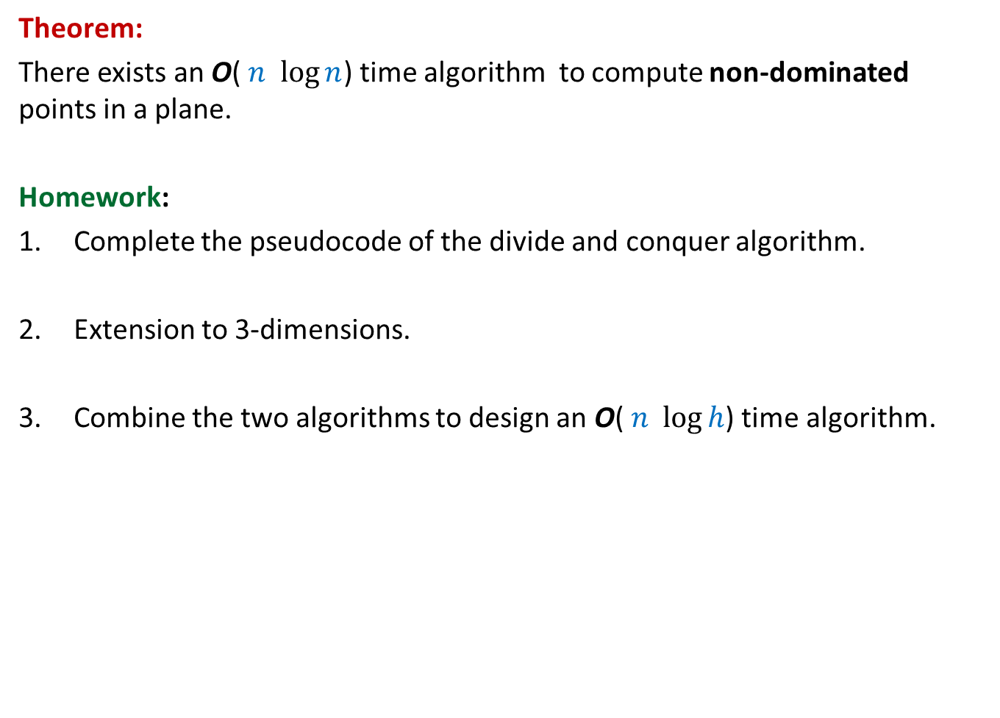 Theorem:
There exists an O( n log n) time algorithm to compute non-dominated
points in a plane.
Homework:
1. Complete the pseudocode of the divide and conquer algorithm.
2. Extension to 3-dimensions.
3. Combine the two algorithms to design an O( n log h) time algorithm.